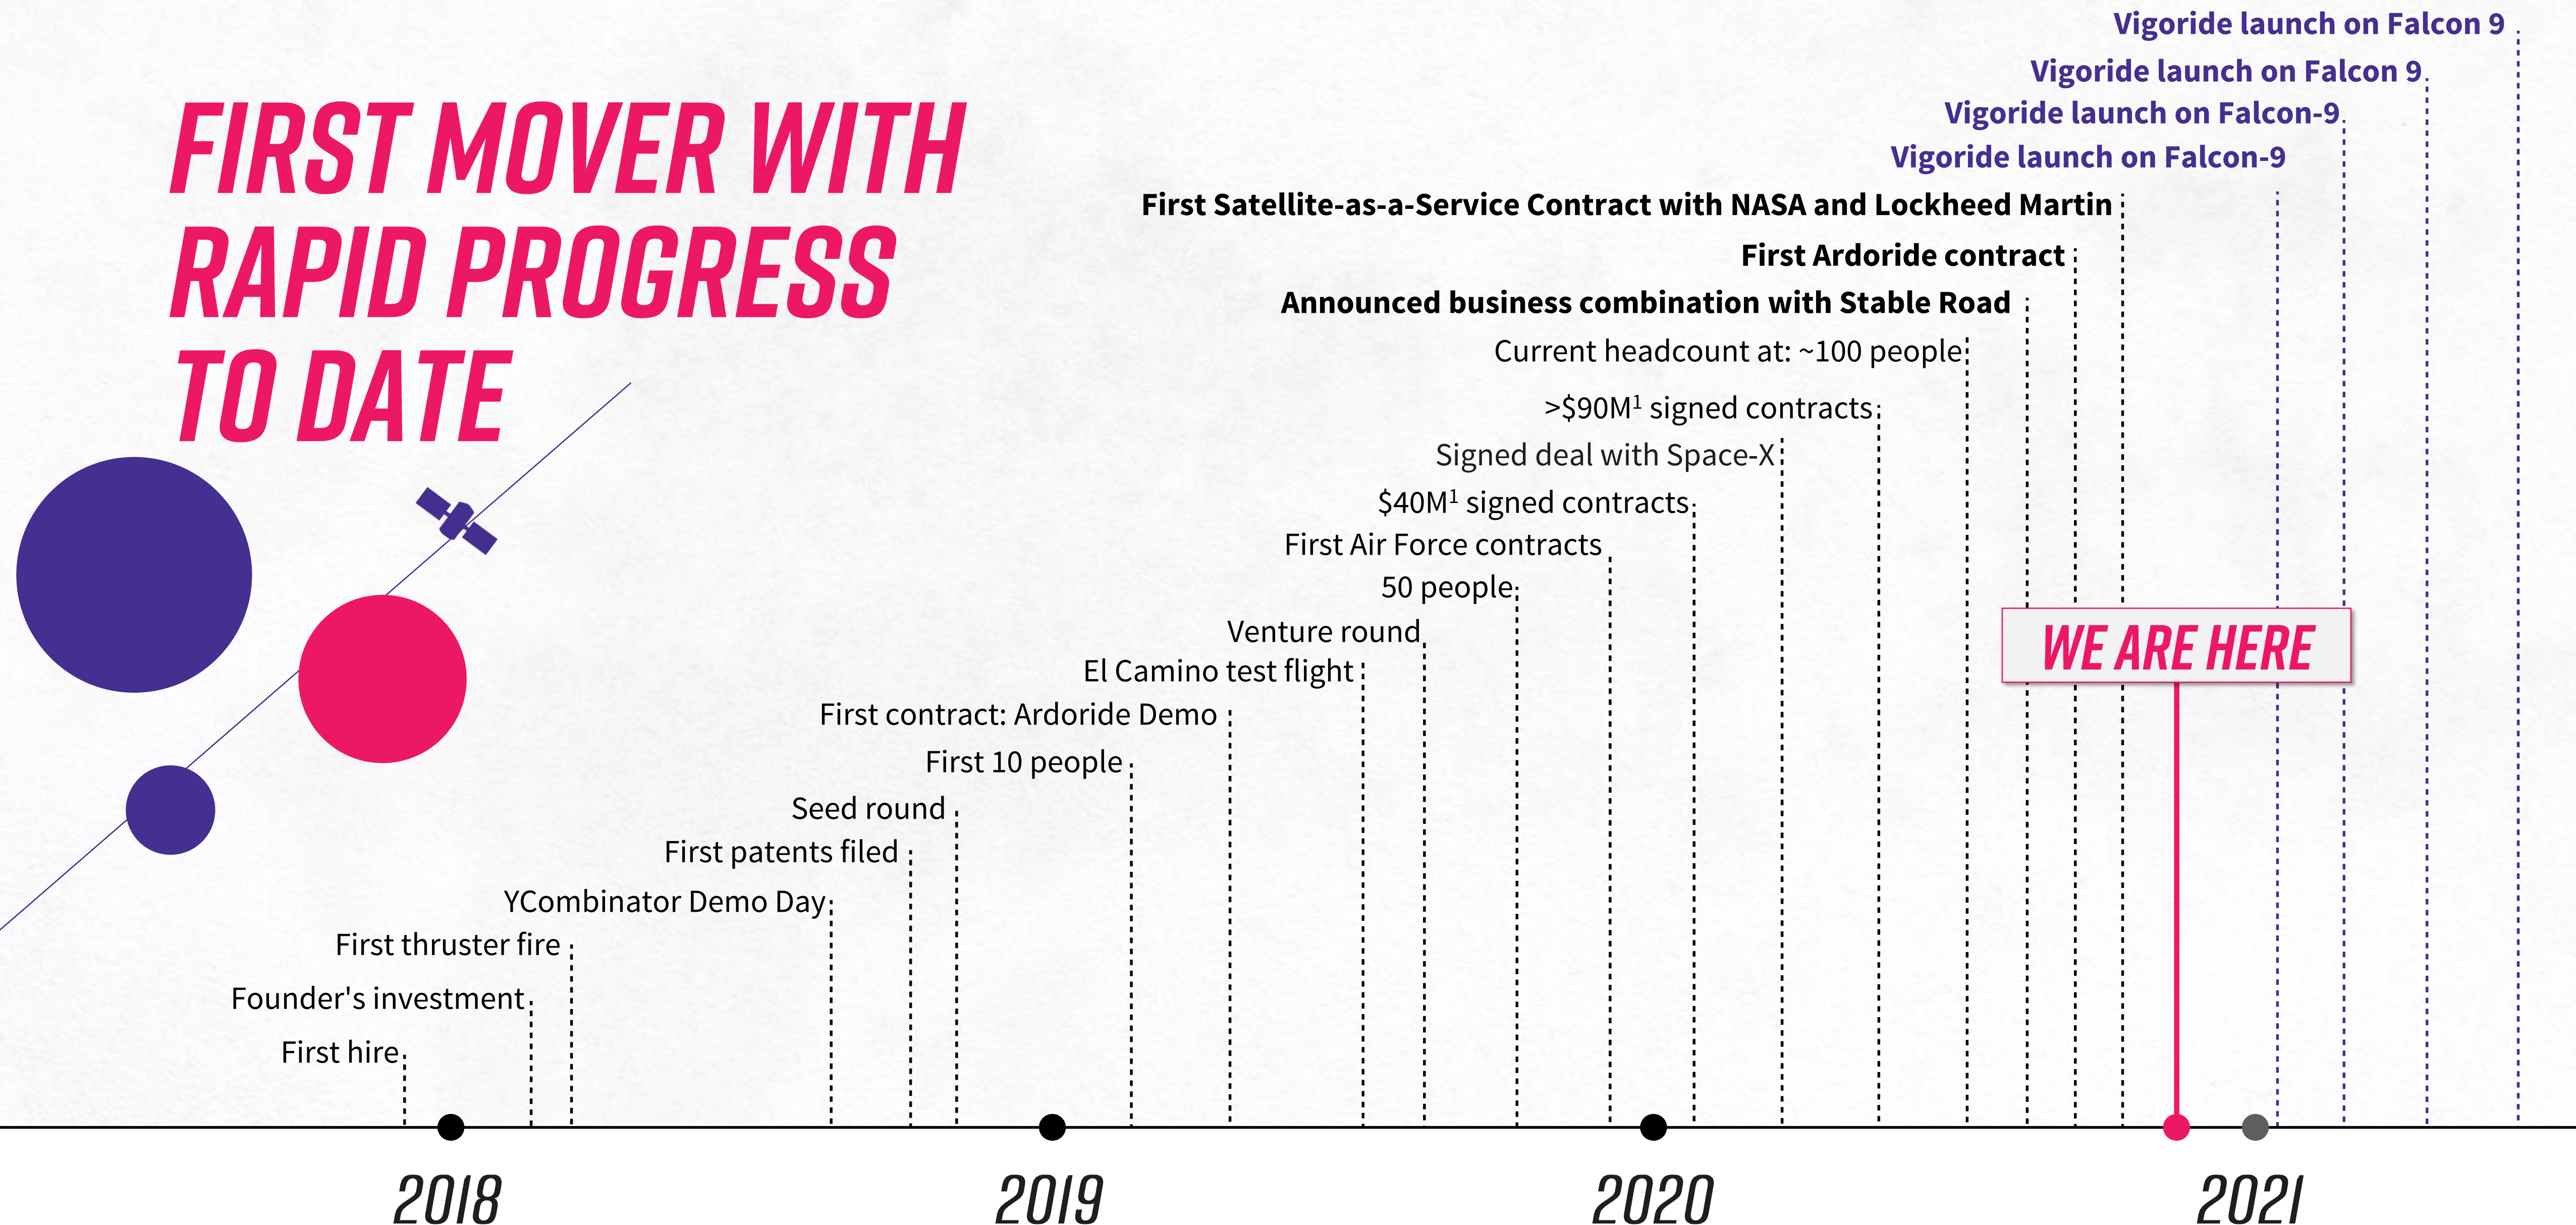 FIRST MOVER WITH
RAPID PROGRESS
TO DATE
Vigoride launch on Falcon 9
Vigoride launch on Falcon 9
Vigoride launch on Falcon-9
Vigoride launch on Falcon-9
First Satellite-as-a-Service Contract with NASA and Lockheed Martin
First Ardoride contract
Announced business combination with Stable Road
Current headcount at: ~100 people
>$90M¹ signed contracts
Signed deal with Space-X
$40M¹ signed contracts
First Air Force contracts
50 people
Venture round
WE ARE HERE
El Camino test flight
First contract: Ardoride Demo
First 10 people
Seed round
First patents filed
YCombinator Demo Day
First thruster fire
Founder's investment
First hire
2018
2019
2020
2021